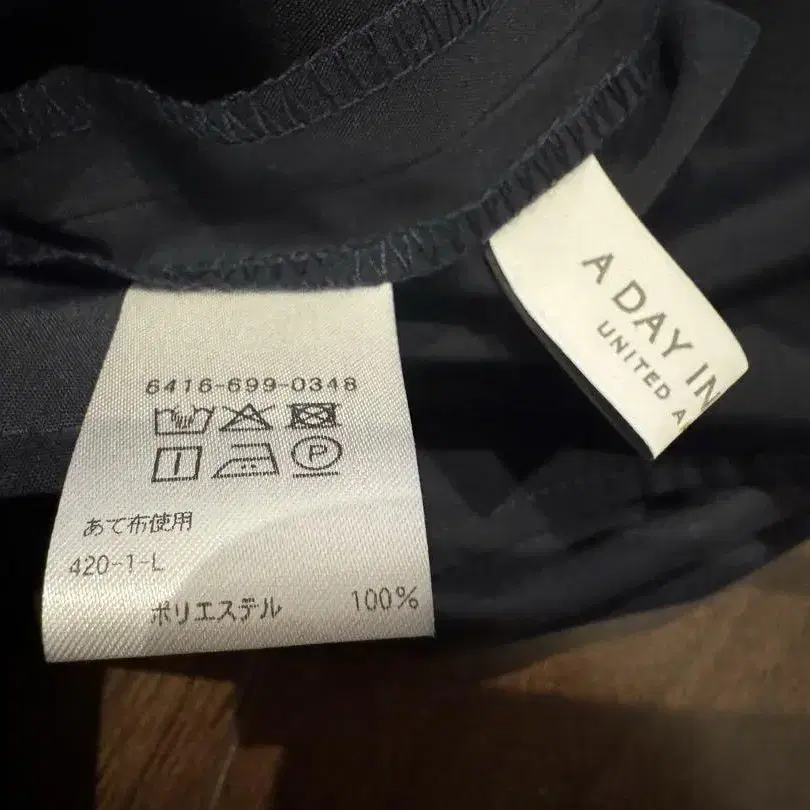 6416-699-0348
P
あて布使用
420-1-L
ポリエステル 100%
A DAY IN
UNITED A